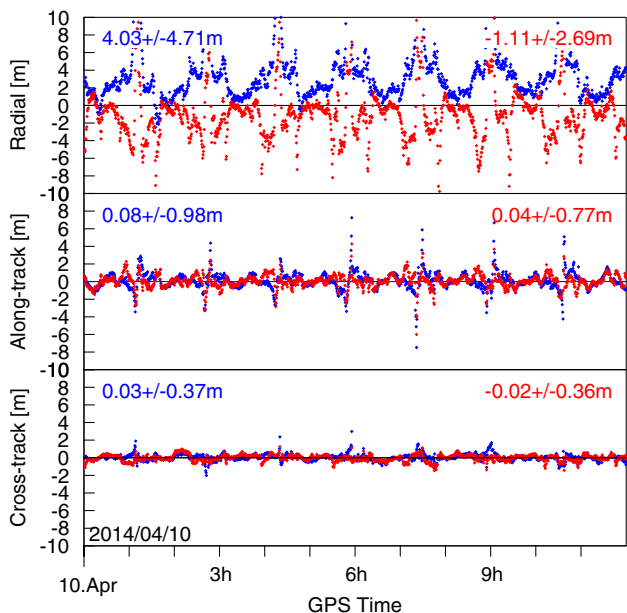 10
8
6
4
2
0
-2
-4
-6
-8
-10
Radial [m]
4.03+/-4.71m
-1.11+/-2.69m
8
6
4
2
0
-2
-4
-6
-8
-10
Along-track [m]
0.08+/-0.98m
0.04+/-0.77m
8
6
4
2
0
-2
-4
-6
-8
-10
Cross-track [m]
0.03+/-0.37m
-0.02+/-0.36m
2014/04/10
10.Apr
3h
6h
9h
GPS Time